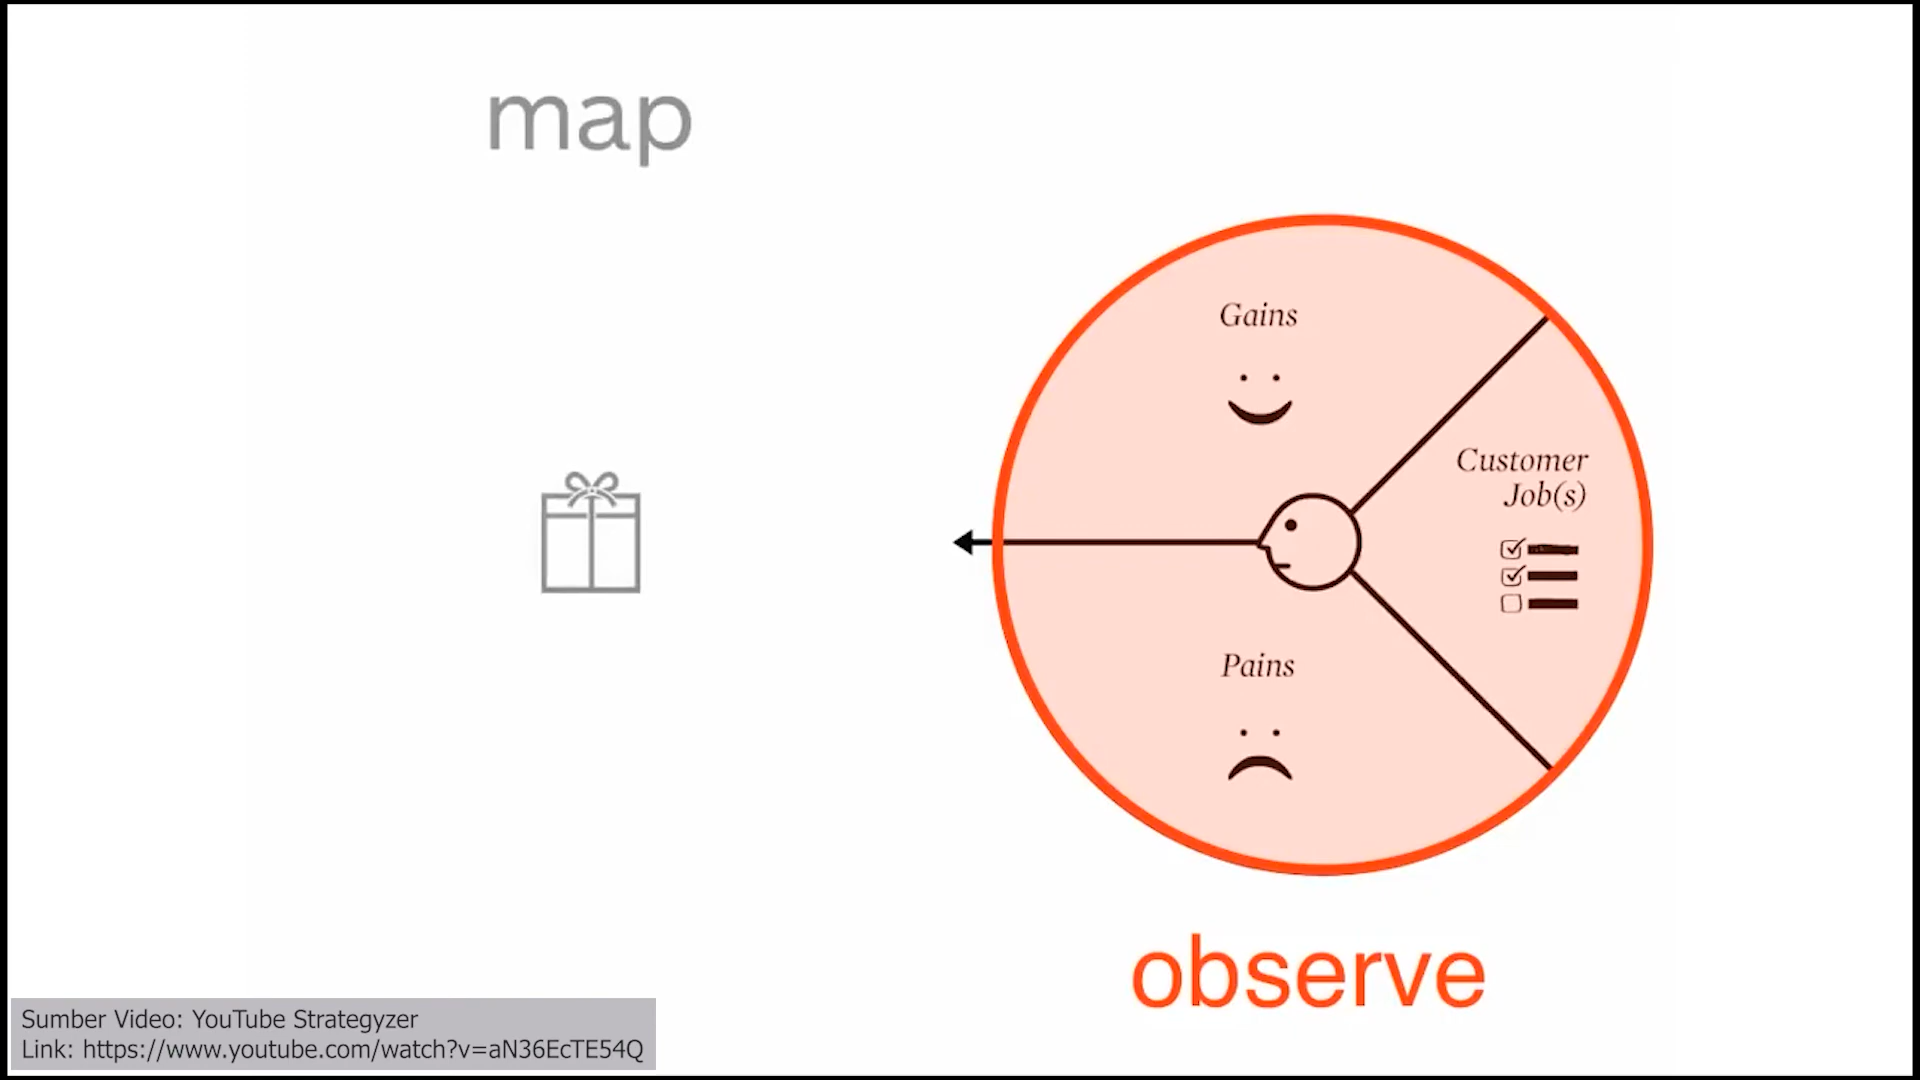 map
Gains
Customer
Job(s)
Pains
observe
Sumber Video: YouTube Strategyzer
Link: https://www.youtube.com/watch?v=aN36EcTE54Q